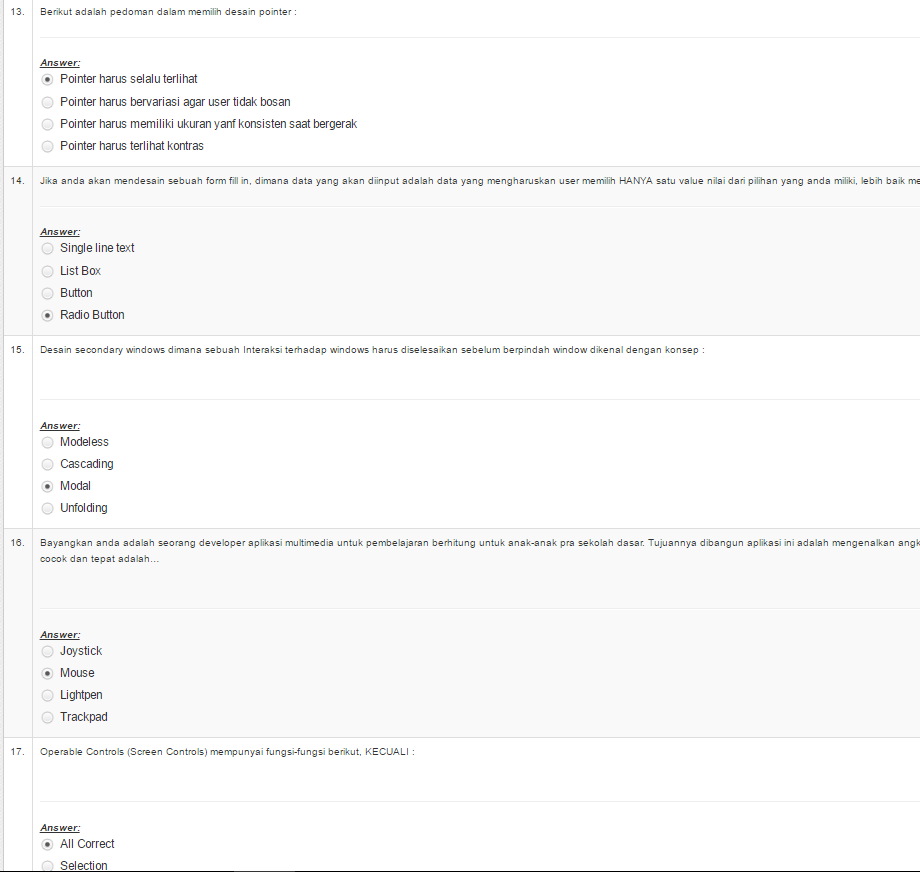 13. Berikut adalah pedoman dalam memilih desain pointer :
Answer:
Pointer harus selalu terlihat
Pointer harus bervariasi agar user tidak bosan
Pointer harus memiliki ukuran yanf konsisten saat bergerak
Pointer harus terlihat kontras
14. Jika anda akan mendesain sebuah form fill in, dimana data yang akan diinput adalah data yang mengharuskan user memilih HANYA satu value nilai dari pilihan yang anda miliki, lebih baik me
Answer:
Single line text
List Box
Button
Radio Button
15. Desain secondary windows dimana sebuah Interaksi terhadap windows harus diselesaikan sebelum berpindah window dikenal dengan konsep :
Answer:
Modeless
Cascading
Modal
Unfolding
16. Bayangkan anda adalah seorang developer aplikasi multimedia untuk pembelajaran berhitung untuk anak-anak pra sekolah dasar. Tujuannya dibangun aplikasi ini adalah mengenalkan angk
cocok dan tepat adalah...
Answer:
Joystick
Mouse
Lightpen
Trackpad
17. Operable Controls (Screen Controls) mempunyai fungsi-fungsi berikut, KECUALI :
Answer:
All Correct
Selection